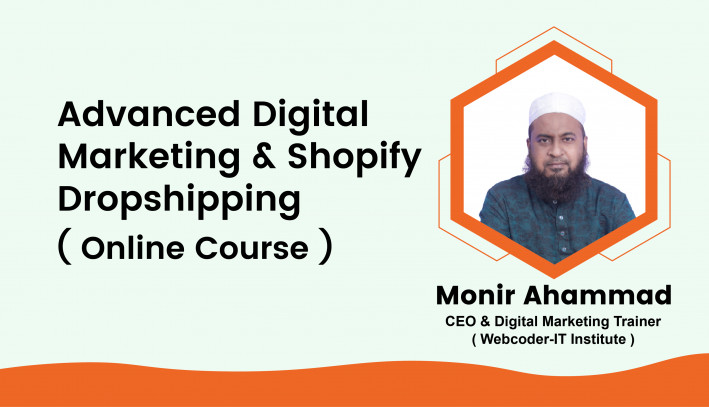 Advanced Digital
Marketing & Shopify
Dropshipping
( Online Course )
Monir Ahammad
CEO & Digital Marketing Trainer
( Webcoder-IT Institute )